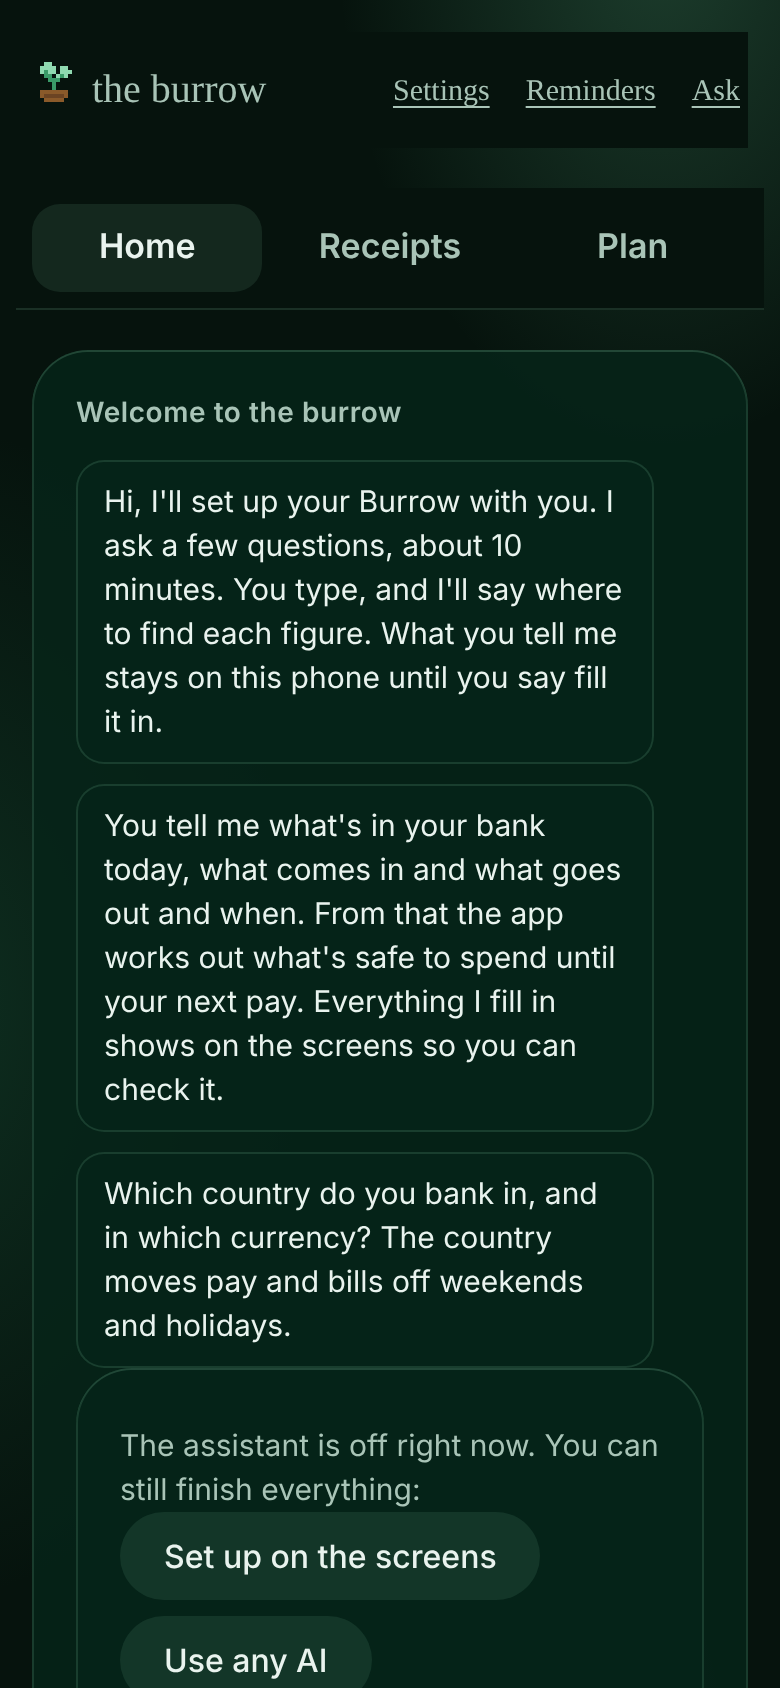 the burrow
Settings
Reminders
Ask
Home
Receipts
Plan
Welcome to the burrow
Hi, I'll set up your Burrow with you. I
ask a few questions, about 10
minutes. You type, and I'll say where
to find each figure. What you tell me
stays on this phone until you say fill
it in.
You tell me what's in your bank
today, what comes in and what goes
out and when. From that the app
works out what's safe to spend until
your next pay. Everything I fill in
shows on the screens so you can
check it.
Which country do you bank in, and
in which currency? The country
moves pay and bills off weekends
and holidays.
The assistant is off right now. You can
still finish everything:
Set up on the screens
Use any AI